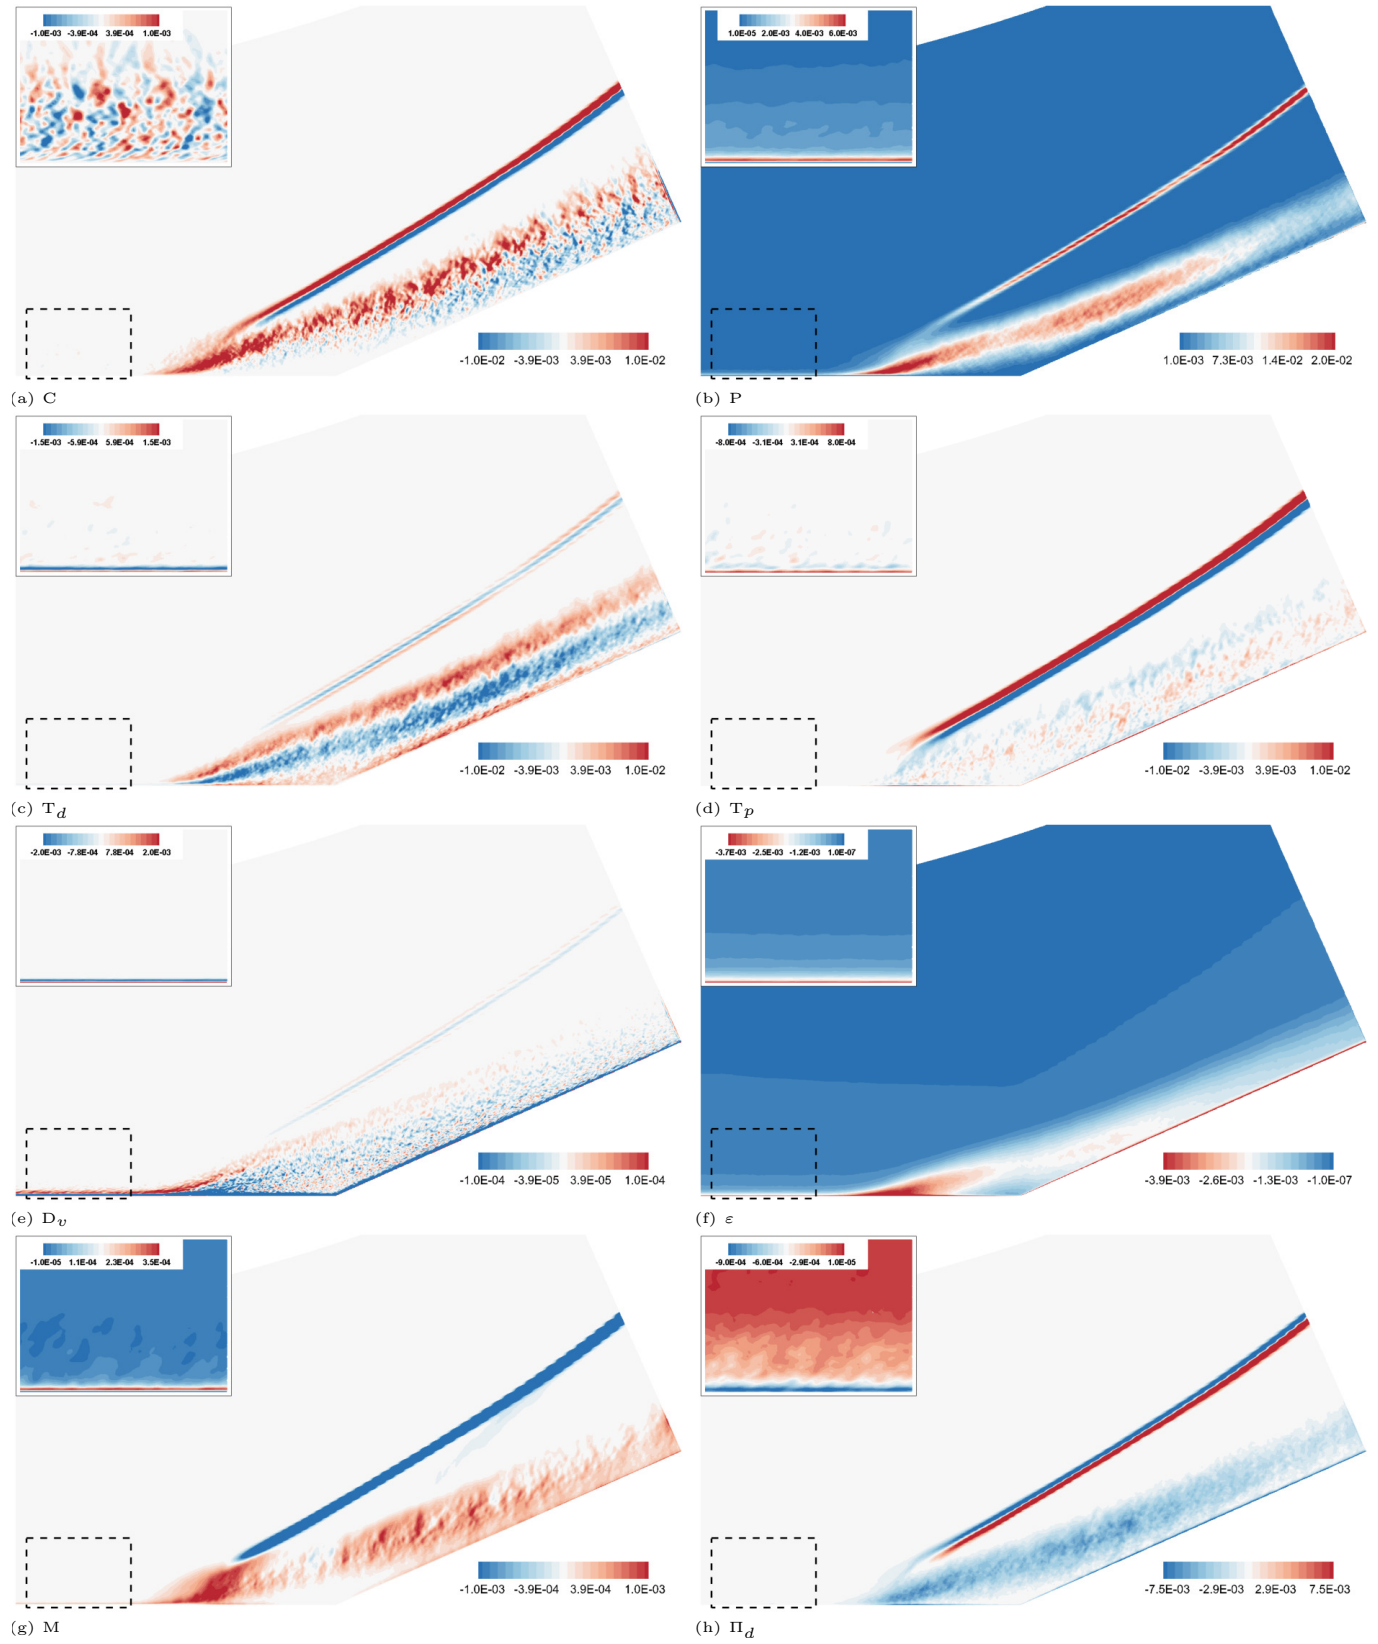 -1.0E-03 -3.9E-04 3.9E-04 1.0E-03
-1.0E-02 -3.9E-03 3.9E-03 1.0E-02
(a) C
1.0E-05 2.0E-03 4.0E-03 6.0E-03
1.0E-03 7.3E-03 1.4E-02 2.0E-02
(b) P
-1.5E-03 -5.9E-04 5.9E-04 1.5E-03
-1.0E-02 -3.9E-03 3.9E-03 1.0E-02
(c) T_d
-8.0E-04 -3.1E-04 3.1E-04 8.0E-04
-1.0E-02 -3.9E-03 3.9E-03 1.0E-02
(d) T_p
-2.0E-03 -7.8E-04 7.8E-04 2.0E-03
-1.0E-04 -3.9E-05 3.9E-05 1.0E-04
(e) D_v
-3.7E-03 -2.5E-03 -1.2E-03 1.0E-07
-3.9E-03 -2.6E-03 -1.3E-03 -1.0E-07
(f) ε
-1.0E-05 1.1E-04 2.3E-04 3.5E-04
-1.0E-03 -3.9E-04 3.9E-04 1.0E-03
(g) M
-9.0E-04 -6.0E-04 -2.9E-04 1.0E-05
-7.5E-03 -2.9E-03 2.9E-03 7.5E-03
(h) Π_d